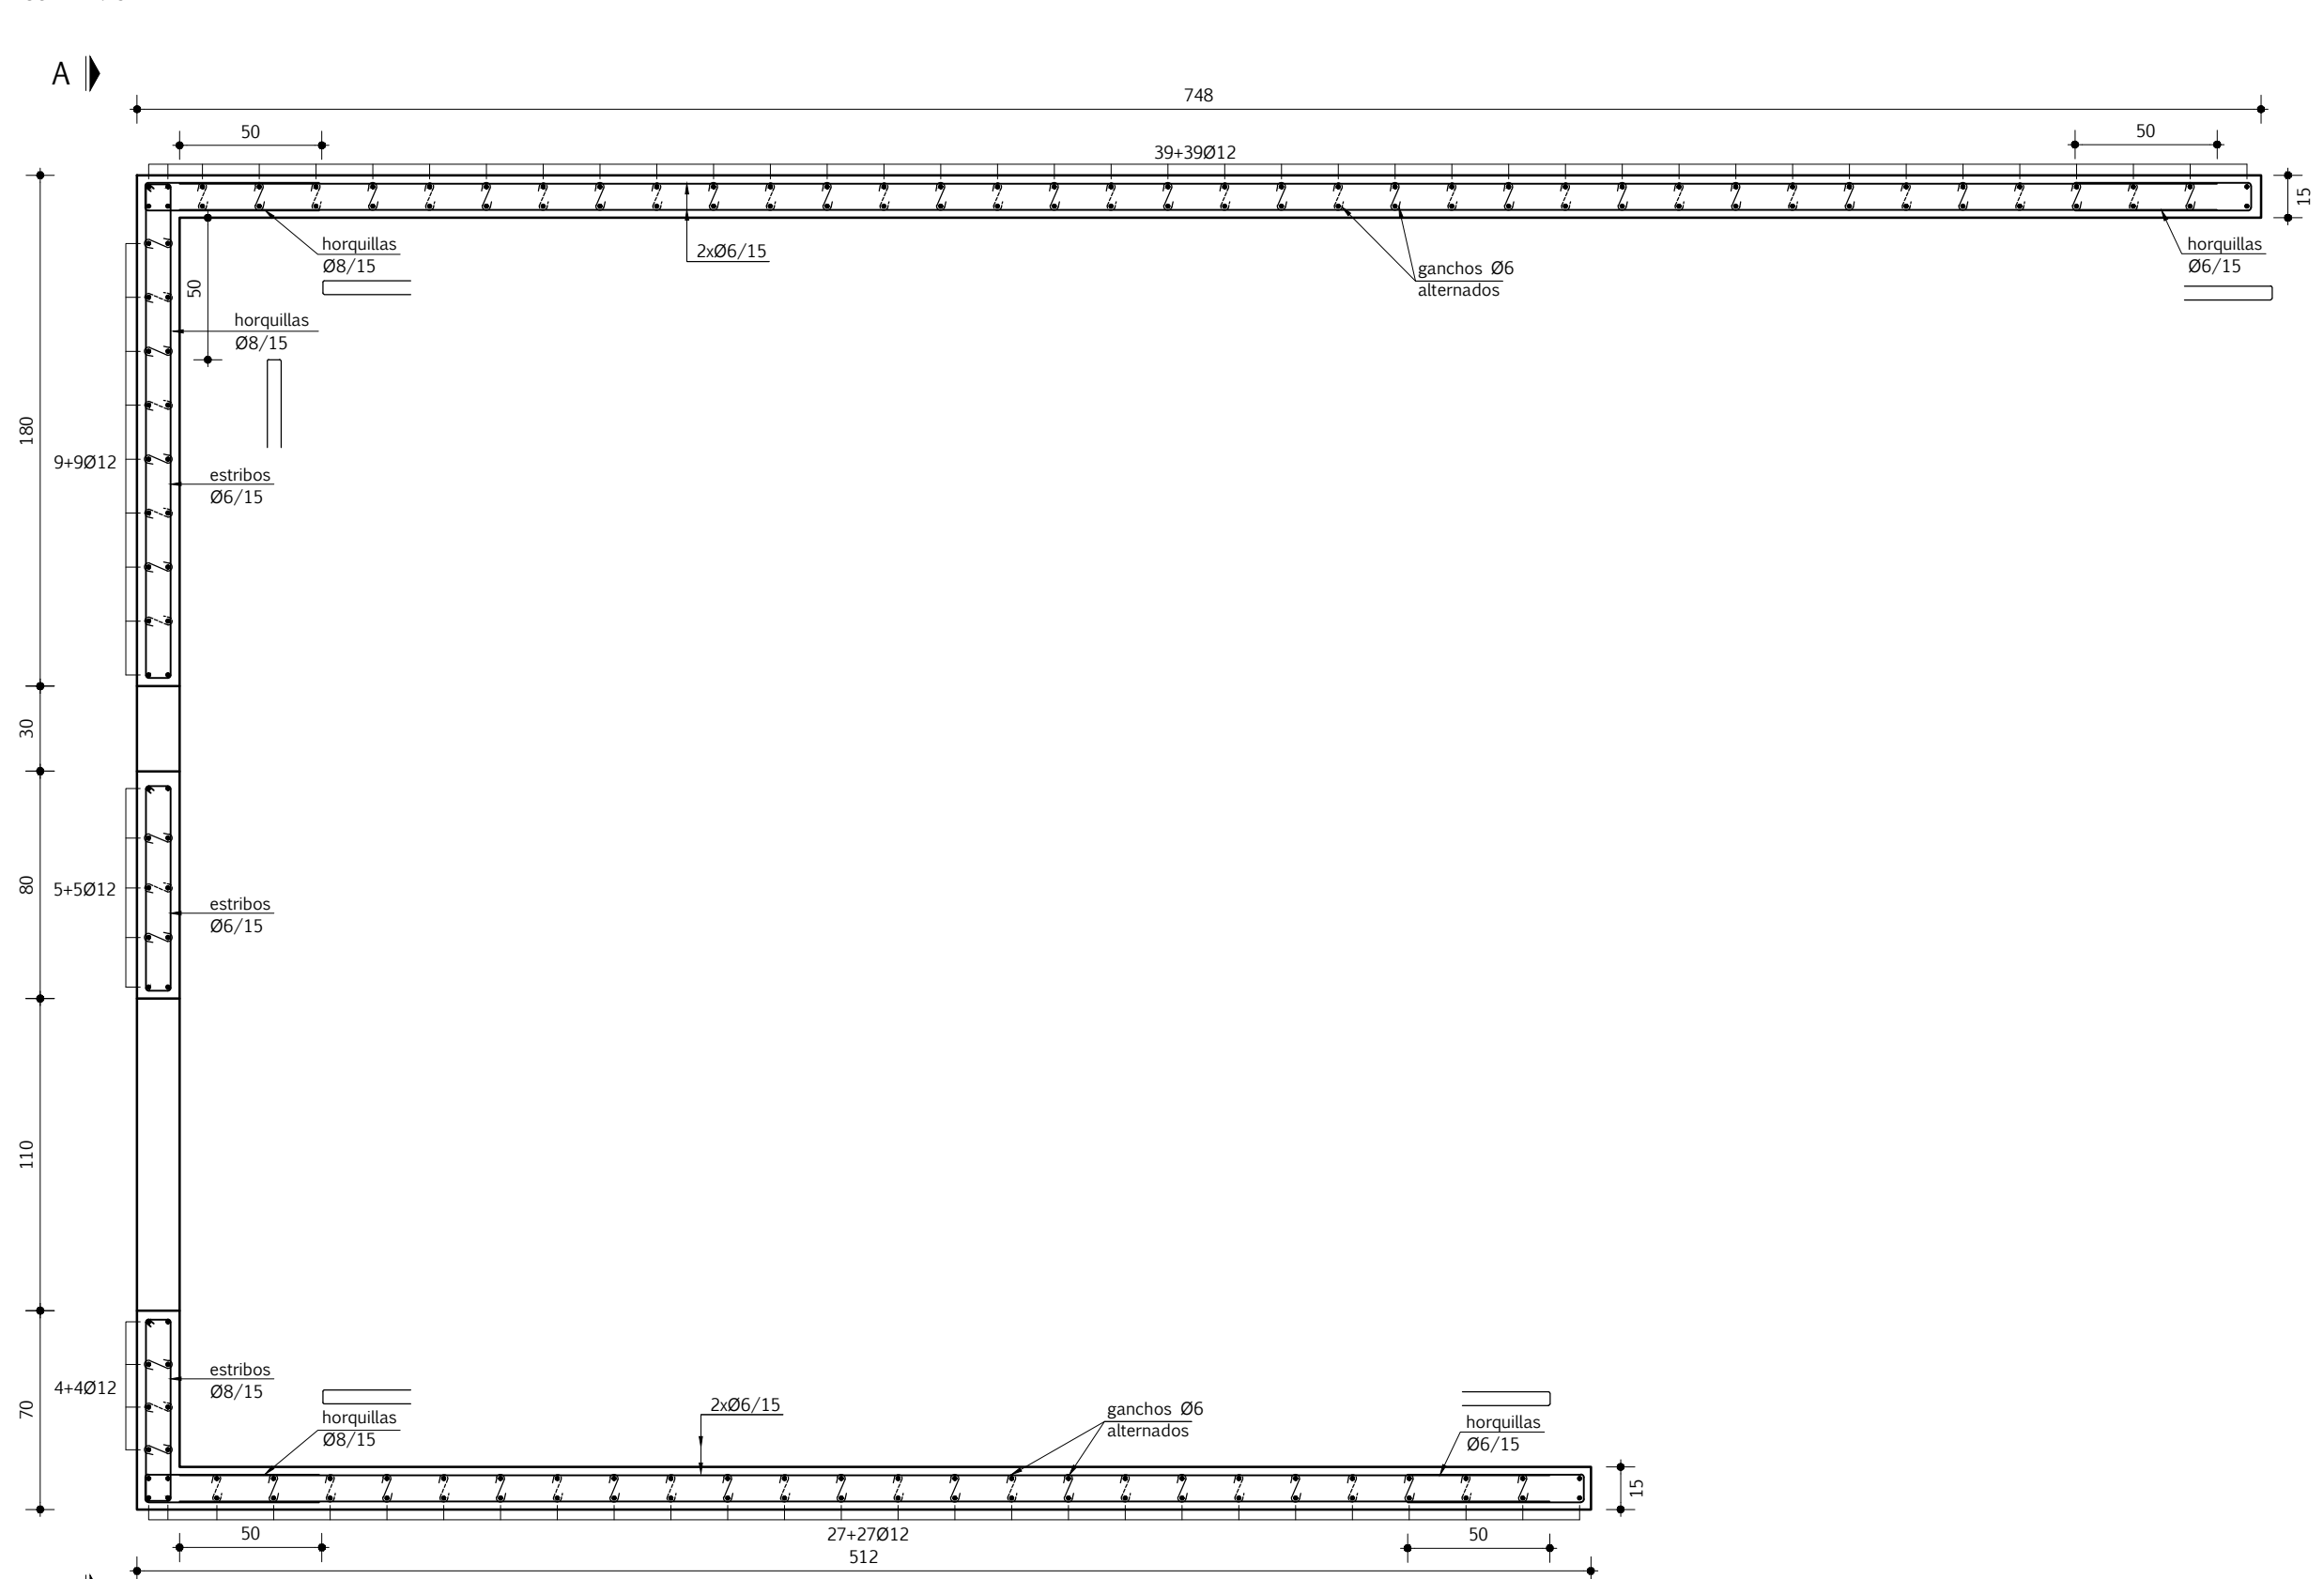 A
748
50
50
39+39Ø12
15
horquillas
Ø8/15
2xØ6/15
ganchos Ø6
alternados
horquillas
Ø6/15
50
horquillas
Ø8/15
180
9+9Ø12
estribos
Ø6/15
30
80
5+5Ø12
estribos
Ø6/15
110
70
4+4Ø12
estribos
Ø8/15
horquillas
Ø8/15
2xØ6/15
ganchos Ø6
alternados
horquillas
Ø6/15
15
50
27+27Ø12
50
512